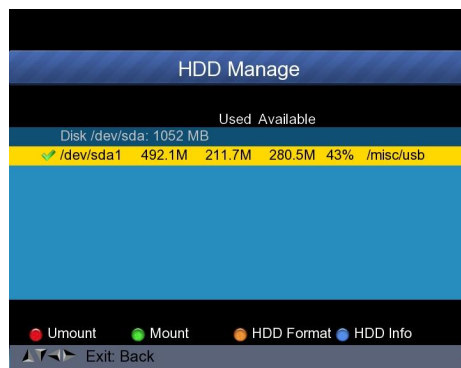 HDD Manage
Used Available
Disk /dev/sda: 1052 MB
/dev/sda1 492.1M 211.7M 280.5M 43% /misc/usb
Umount Mount HDD Format HDD Info
Exit: Back